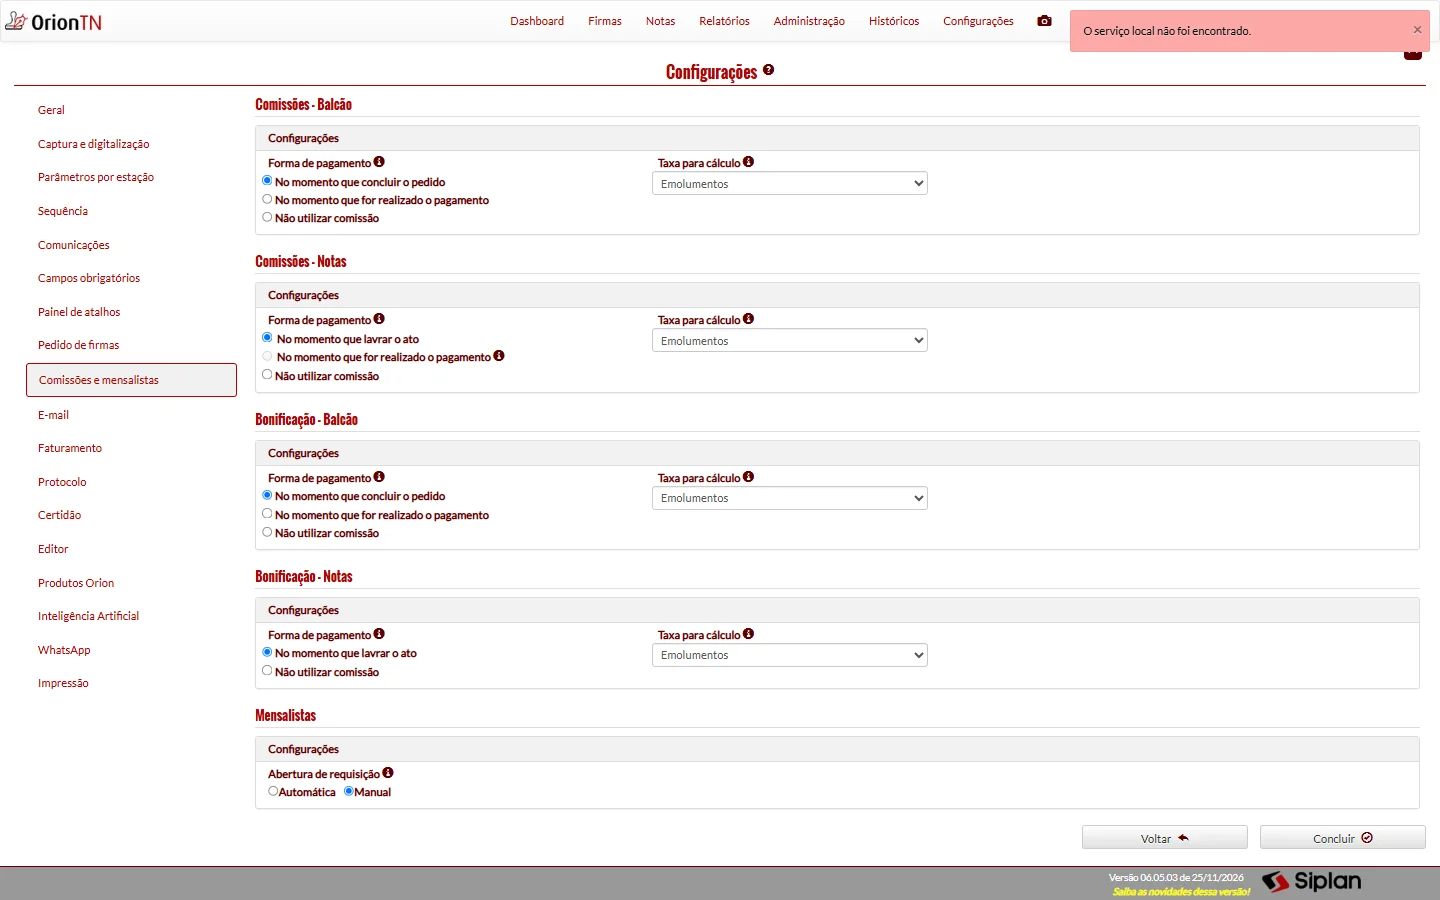 OrionTN
Dashboard Firmas Notas Relatórios Administração Históricos Configurações
O serviço local não foi encontrado. ×
Configurações
Geral
Captura e digitalização
Parâmetros por estação
Sequência
Comunicações
Campos obrigatórios
Painel de atalhos
Pedido de firmas
Comissões e mensalistas
E-mail
Faturamento
Protocolo
Certidão
Editor
Produtos Orion
Inteligência Artificial
WhatsApp
Impressão
Comissões - Balcão
Configurações
Forma de pagamento
No momento que concluir o pedido
No momento que for realizado o pagamento
Não utilizar comissão
Taxa para cálculo
Emolumentos
Comissões - Notas
Configurações
Forma de pagamento
No momento que lavrar o ato
No momento que for realizado o pagamento
Não utilizar comissão
Taxa para cálculo
Emolumentos
Bonificação - Balcão
Configurações
Forma de pagamento
No momento que concluir o pedido
No momento que for realizado o pagamento
Não utilizar comissão
Taxa para cálculo
Emolumentos
Bonificação - Notas
Configurações
Forma de pagamento
No momento que lavrar o ato
Não utilizar comissão
Taxa para cálculo
Emolumentos
Mensalistas
Configurações
Abertura de requisição
Automática Manual
Voltar Concluir
Versão 06.05.03 de 25/11/2026
Saiba as novidades dessa versão!
Siplan